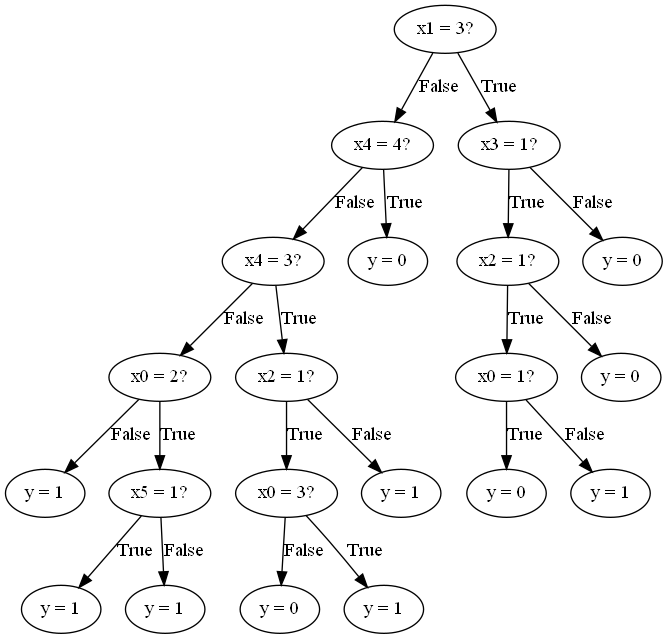 x1 = 3?
False
True
x4 = 4?
x3 = 1?
False
True
True
False
x4 = 3?
y = 0
x2 = 1?
y = 0
False
True
True
False
x0 = 2?
x2 = 1?
x0 = 1?
y = 0
False
True
True
False
True
False
y = 1
x5 = 1?
x0 = 3?
y = 1
y = 0
y = 1
True
False
False
True
y = 1
y = 1
y = 0
y = 1